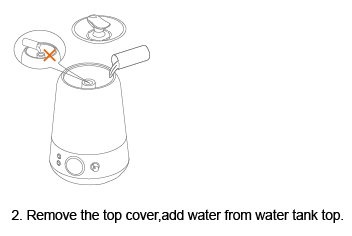 2. Remove the top cover,add water from water tank top.